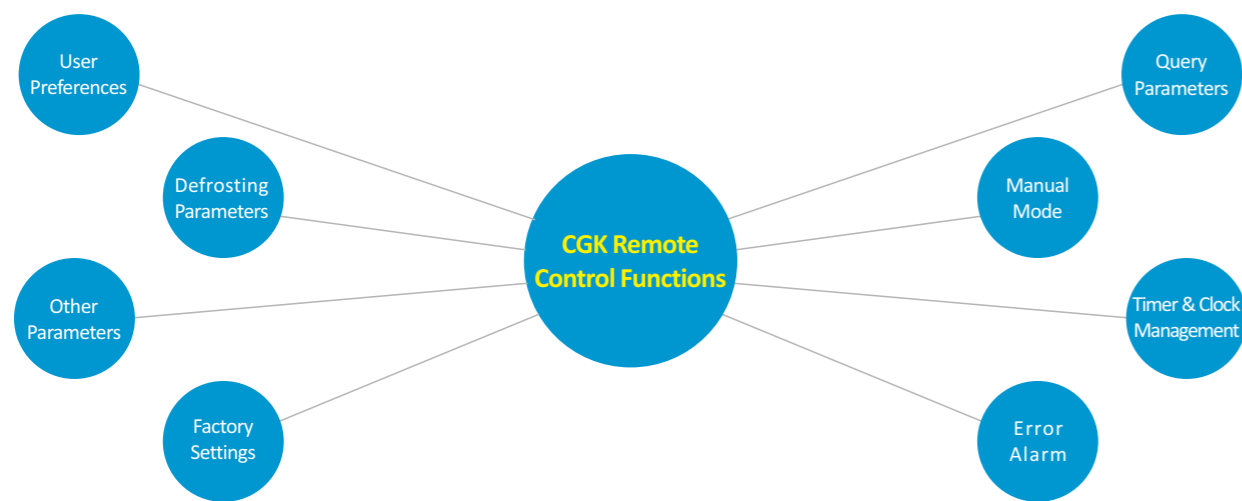 User
Preferences
Query
Parameters
Defrosting
Parameters
Manual
Mode
CGK Remote
Control Functions
Other
Parameters
Timer & Clock
Management
Factory
Settings
Error
Alarm